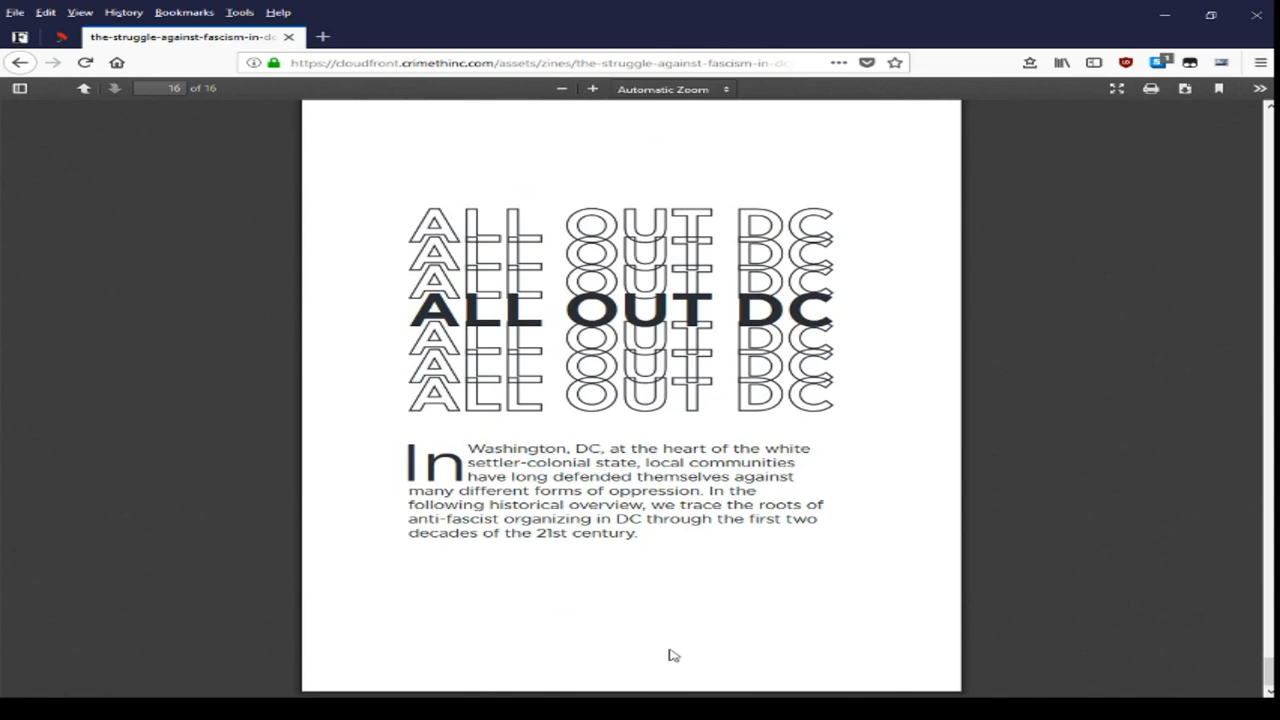 File Edit View History Bookmarks Tools Help
the-struggle-against-fascism-in-dc
https://cloudfront.crimethinc.com/assets/zines/the-struggle-against-fascism-in-dc
16 of 16
Automatic Zoom
ALL OUT DC
ALL OUT DC
ALL OUT DC
ALL OUT DC
ALL OUT DC
ALL OUT DC
ALL OUT DC
In Washington, DC, at the heart of the white
settler-colonial state, local communities
have long defended themselves against
many different forms of oppression. In the
following historical overview, we trace the roots of
anti-fascist organizing in DC through the first two
decades of the 21st century.